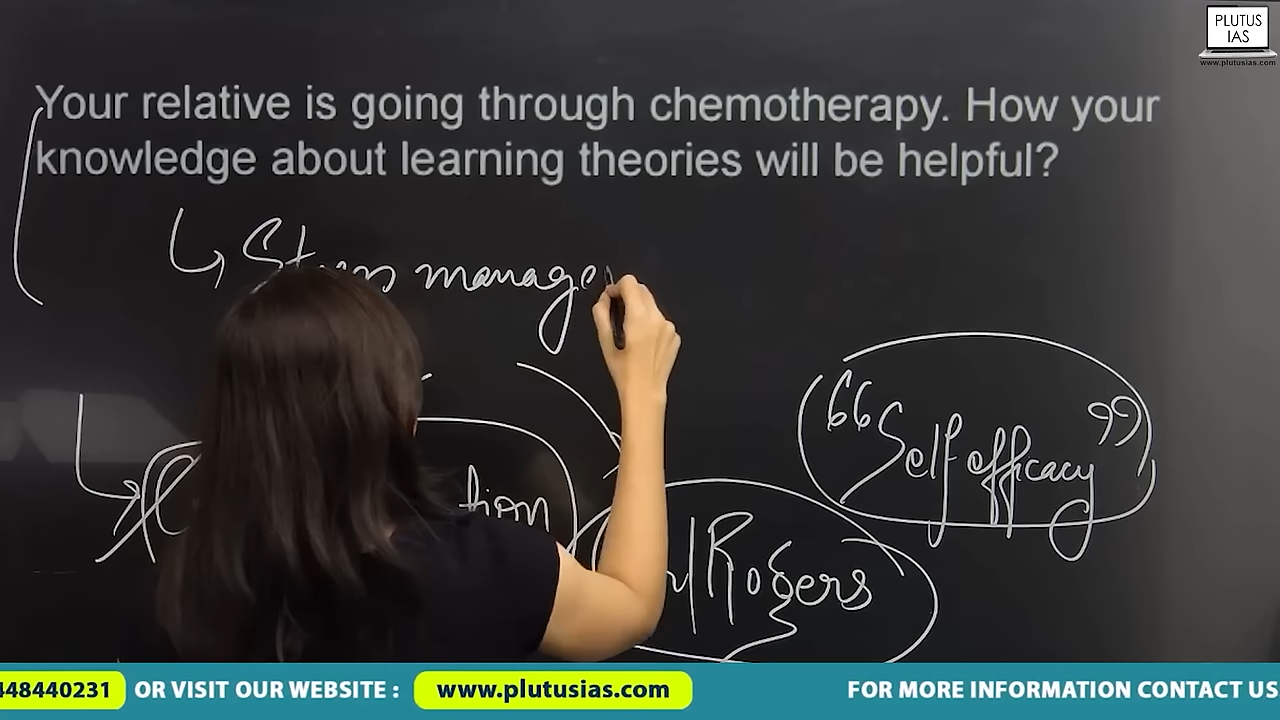 PLUTUS
IAS
www.plutusias.com
Your relative is going through chemotherapy. How your
knowledge about learning theories will be helpful?
Stress manage
"Self efficacy"
tion
Rogers
448440231 OR VISIT OUR WEBSITE : www.plutusias.com FOR MORE INFORMATION CONTACT US